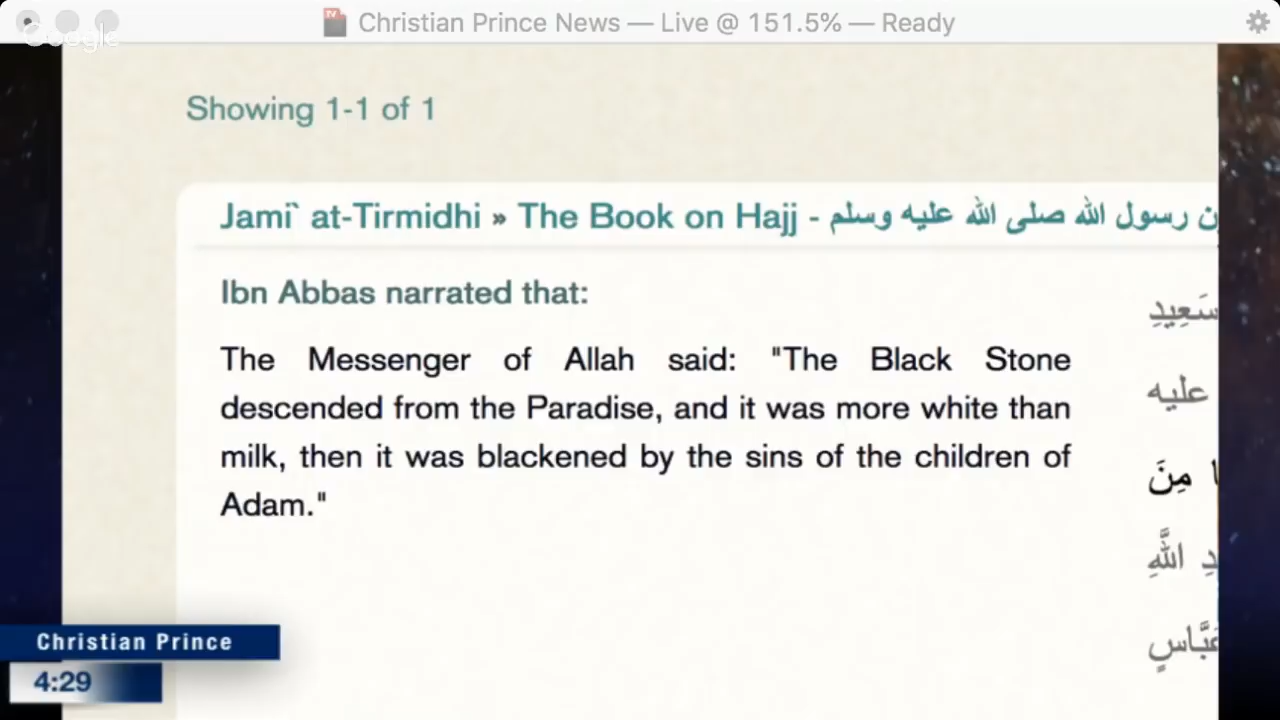 Christian Prince News — Live @ 151.5% — Ready
Google
Showing 1-1 of 1
Jami` at-Tirmidhi » The Book on Hajj - ن رسول الله صلى الله عليه وسلم
Ibn Abbas narrated that:
The Messenger of Allah said: "The Black Stone
descended from the Paradise, and it was more white than
milk, then it was blackened by the sins of the children of
Adam."
سَعِيدِ
عليه
مِنَ
اللَّهِ
Christian Prince
4:29